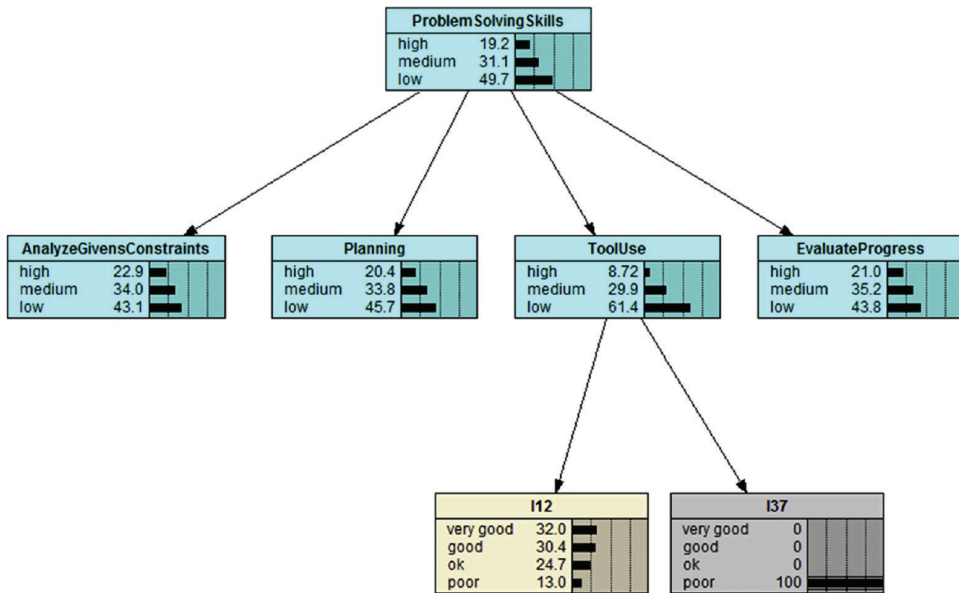 ProblemSolvingSkills
high 19.2
medium 31.1
low 49.7
AnalyzeGivensConstraints
high 22.9
medium 34.0
low 43.1
Planning
high 20.4
medium 33.8
low 45.7
ToolUse
high 8.72
medium 29.9
low 61.4
EvaluateProgress
high 21.0
medium 35.2
low 43.8
I12
very good 32.0
good 30.4
ok 24.7
poor 13.0
I37
very good 0
good 0
ok 0
poor 100